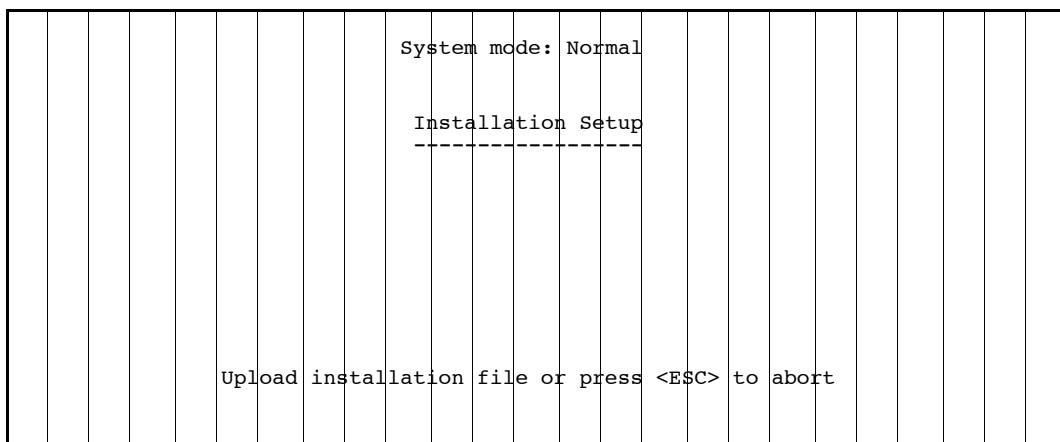 System mode: Normal
Installation Setup
------------------
Upload installation file or press <ESC> to abort